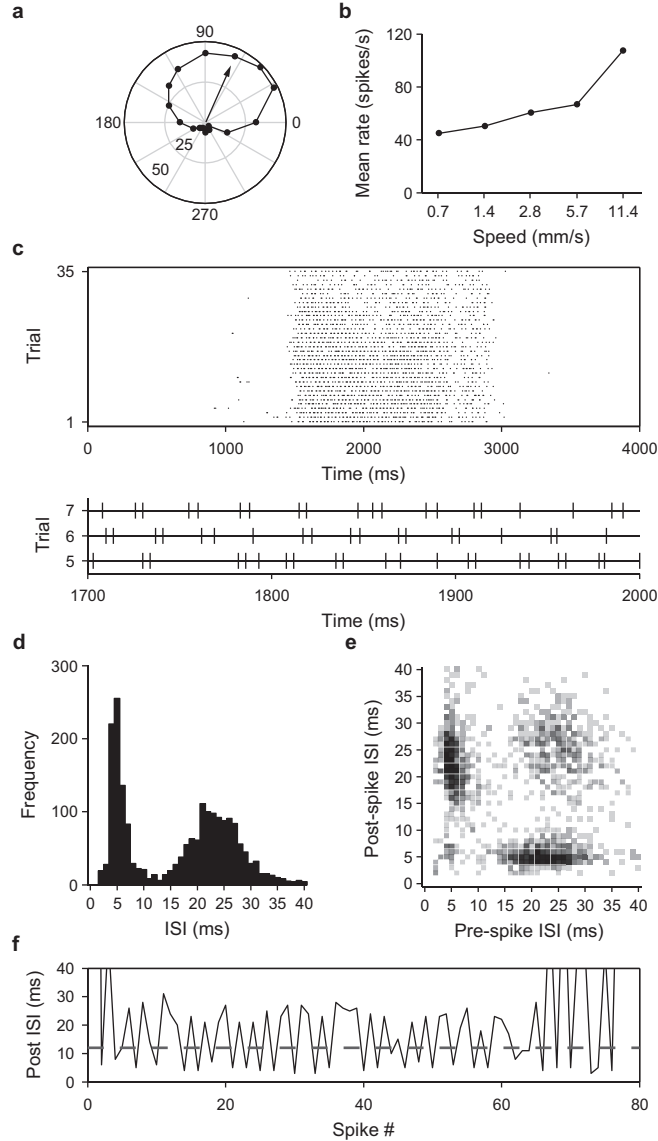 a
90
180
0
25
50
270
b
Mean rate (spikes/s)
120
80
40
0
0.7 1.4 2.8 5.7 11.4
Speed (mm/s)
c
Trial
35
1
0 1000 2000 3000 4000
Time (ms)
Trial
7
6
5
1700 1800 1900 2000
Time (ms)
d
Frequency
300
200
100
0
0 5 10 15 20 25 30 35 40
ISI (ms)
e
Post-spike ISI (ms)
40
35
30
25
20
15
10
5
0
0 5 10 15 20 25 30 35 40
Pre-spike ISI (ms)
f
Post ISI (ms)
40
30
20
10
0
0 20 40 60 80
Spike #